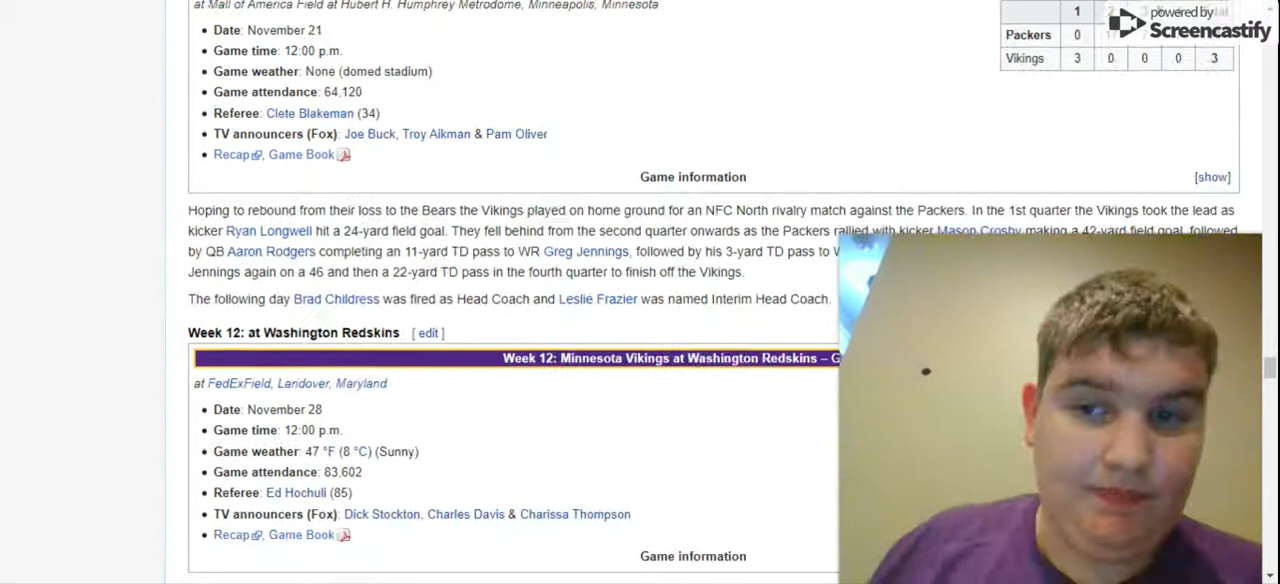 at Mall of America Field at Hubert H. Humphrey Metrodome, Minneapolis, Minnesota
• Date: November 21
• Game time: 12:00 p.m.
• Game weather: None (domed stadium)
• Game attendance: 64,120
• Referee: Clete Blakeman (34)
• TV announcers (Fox): Joe Buck, Troy Aikman & Pam Oliver
• Recap, Game Book
powered by
Screencastify
1
Packers 0
Vikings 3 0 0 0 3
Game information [show]
Hoping to rebound from their loss to the Bears the Vikings played on home ground for an NFC North rivalry match against the Packers. In the 1st quarter the Vikings took the lead as
kicker Ryan Longwell hit a 24-yard field goal. They fell behind from the second quarter onwards as the Packers rallied with kicker Mason Crosby making a 42-yard field goal, followed
by QB Aaron Rodgers completing an 11-yard TD pass to WR Greg Jennings, followed by his 3-yard TD pass to
Jennings again on a 46 and then a 22-yard TD pass in the fourth quarter to finish off the Vikings.
The following day Brad Childress was fired as Head Coach and Leslie Frazier was named Interim Head Coach.
Week 12: at Washington Redskins [ edit ]
Week 12: Minnesota Vikings at Washington Redskins – G
at FedExField, Landover, Maryland
• Date: November 28
• Game time: 12:00 p.m.
• Game weather: 47 °F (8 °C) (Sunny)
• Game attendance: 83,602
• Referee: Ed Hochuli (85)
• TV announcers (Fox): Dick Stockton, Charles Davis & Charissa Thompson
• Recap, Game Book
Game information